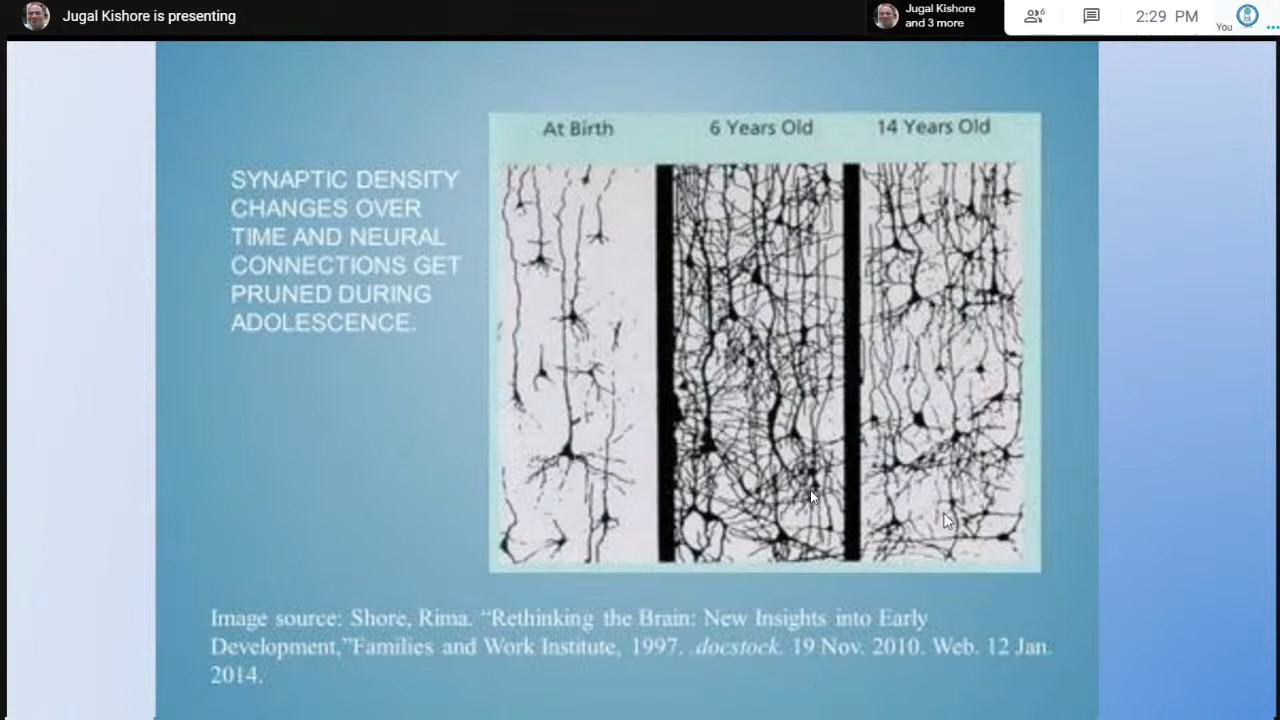 Jugal Kishore is presenting
Jugal Kishore
and 3 more
6
2:29 PM
You
At Birth
6 Years Old
14 Years Old
SYNAPTIC DENSITY
CHANGES OVER
TIME AND NEURAL
CONNECTIONS GET
PRUNED DURING
ADOLESCENCE.
Image source: Shore, Rima. “Rethinking the Brain: New Insights into Early
Development,”Families and Work Institute, 1997. .docstock. 19 Nov. 2010. Web. 12 Jan.
2014.